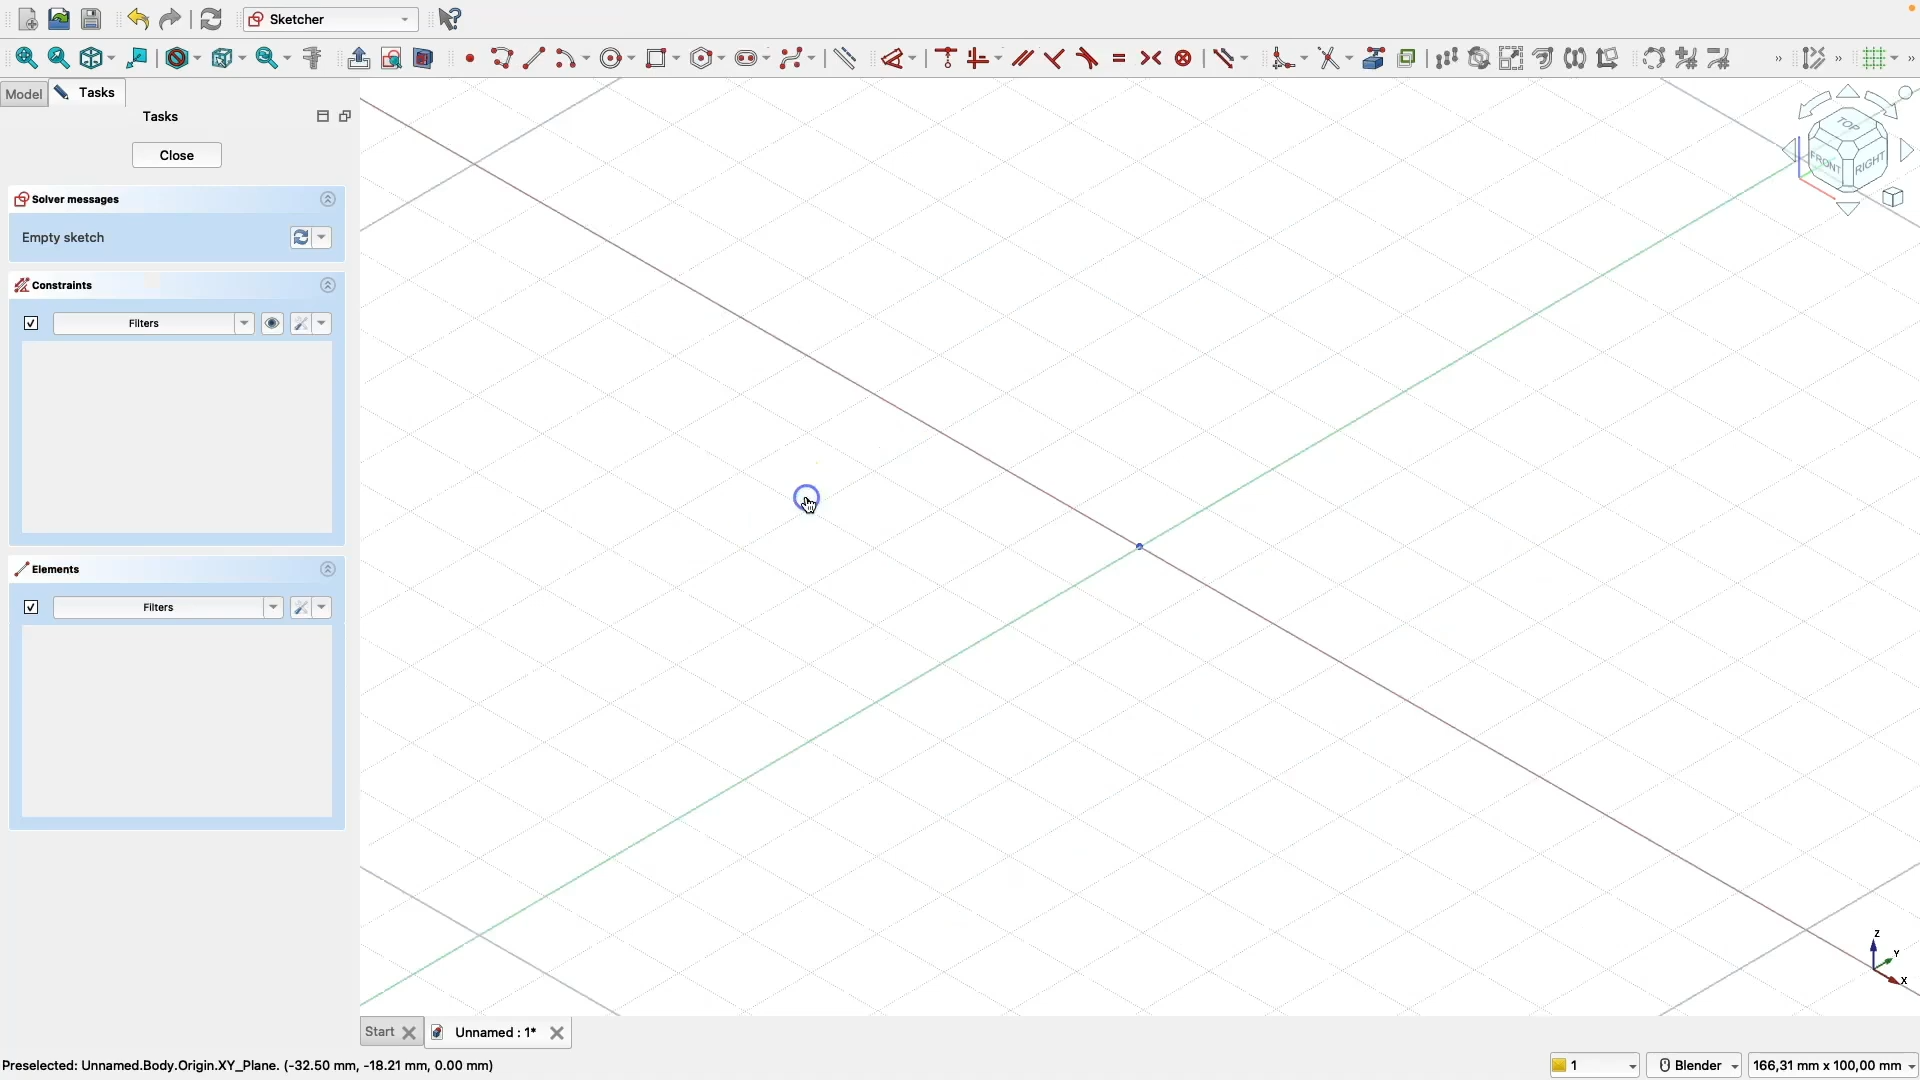 Sketcher
Model
Tasks
Tasks
Close
Solver messages
Empty sketch
Constraints
Filters
Elements
Filters
TOP
FRONT
RIGHT
Z
Y
X
Start
Unnamed : 1*
Preselected: Unnamed.Body.Origin.XY_Plane. (-32.50 mm, -18.21 mm, 0.00 mm)
1
Blender
166,31 mm x 100,00 mm